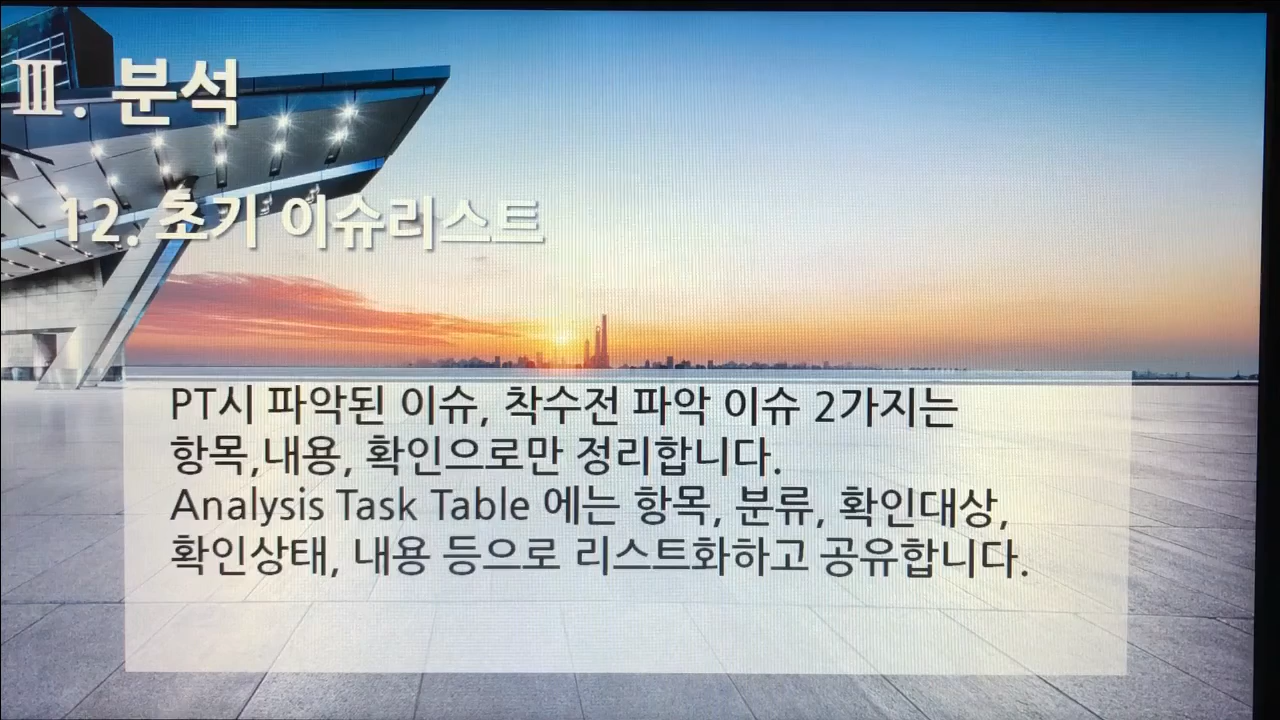 Ⅲ. 분석
12. 초기 이슈리스트
PT시 파악된 이슈, 착수전 파악 이슈 2가지는
항목,내용, 확인으로만 정리합니다.
Analysis Task Table 에는 항목, 분류, 확인대상,
확인상태, 내용 등으로 리스트화하고 공유합니다.